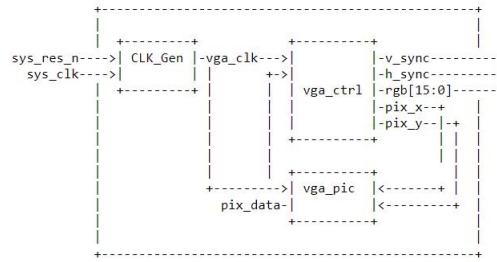 sys_res_n---->| CLK_Gen |-vga_clk--->| |-v_sync
sys_clk---->| | +->| |-h_sync
vga_ctrl |-rgb[15:0]
|-pix_x--+
|-pix_y--|-+
vga_pic
pix_data-|